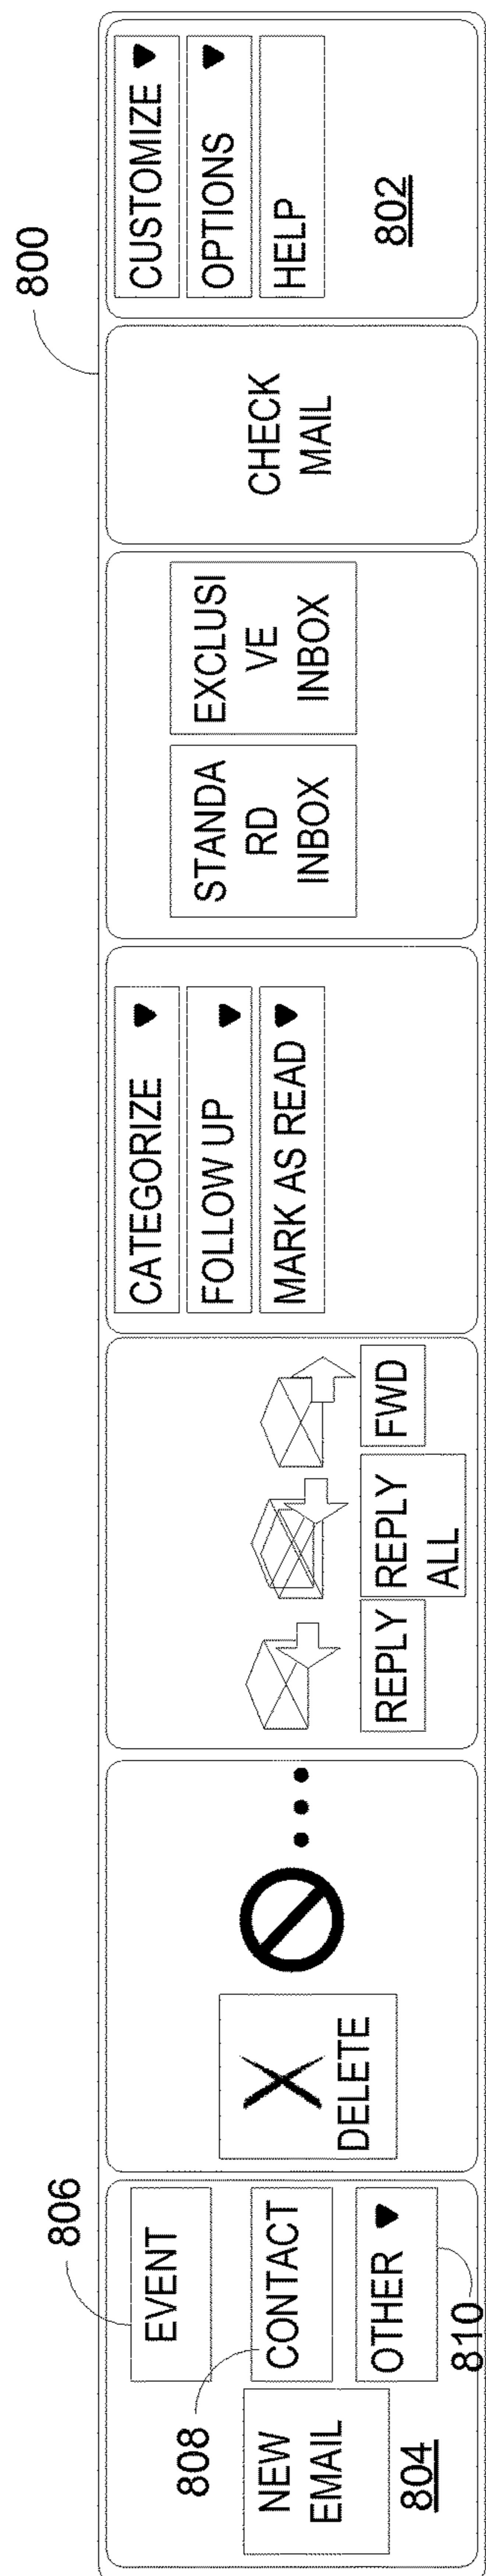 800
806
808
EVENT
CONTACT
OTHER
810
NEW
EMAIL
804
X
DELETE
REPLY
REPLY
ALL
FWD
CATEGORIZE
FOLLOW UP
MARK AS READ
STANDA
RD
INBOX
EXCLUSI
VE
INBOX
CHECK
MAIL
CUSTOMIZE
OPTIONS
HELP
802